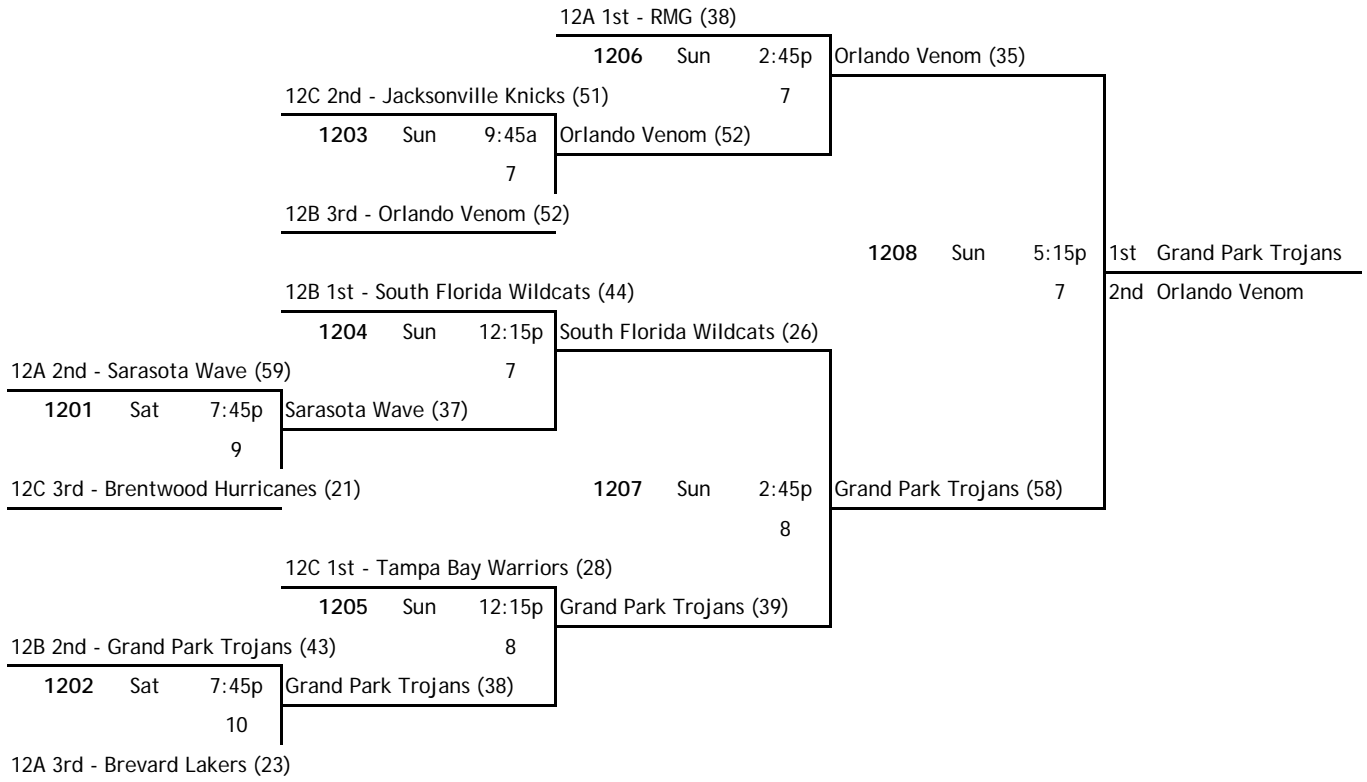 12A 1st - RMG (38)
1206 Sun 2:45p Orlando Venom (35)
12C 2nd - Jacksonville Knicks (51) 7
1203 Sun 9:45a Orlando Venom (52)
7
12B 3rd - Orlando Venom (52)
1208 Sun 5:15p 1st Grand Park Trojans
12B 1st - South Florida Wildcats (44) 7 2nd Orlando Venom
1204 Sun 12:15p South Florida Wildcats (26)
12A 2nd - Sarasota Wave (59) 7
1201 Sat 7:45p Sarasota Wave (37)
9
12C 3rd - Brentwood Hurricanes (21) 1207 Sun 2:45p Grand Park Trojans (58)
8
12C 1st - Tampa Bay Warriors (28)
1205 Sun 12:15p Grand Park Trojans (39)
12B 2nd - Grand Park Trojans (43) 8
1202 Sat 7:45p Grand Park Trojans (38)
10
12A 3rd - Brevard Lakers (23)